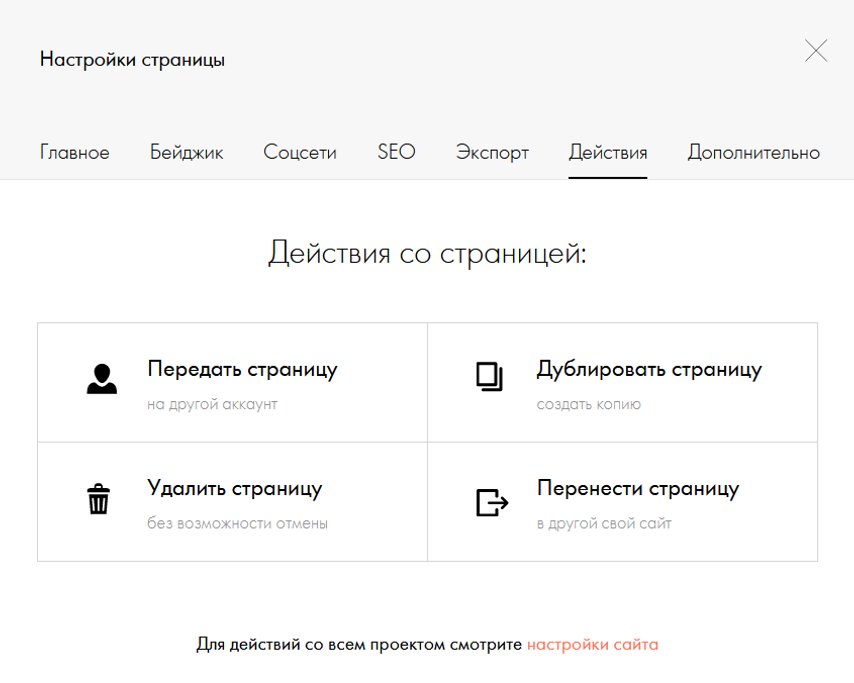 Настройки страницы
Главное Бейджик Соцсети SEO Экспорт Действия Дополнительно
Действия со страницей:
Передать страницу
на другой аккаунт
Дублировать страницу
создать копию
Удалить страницу
без возможности отмены
Перенести страницу
в другой свой сайт
Для действий со всем проектом смотрите настройки сайта